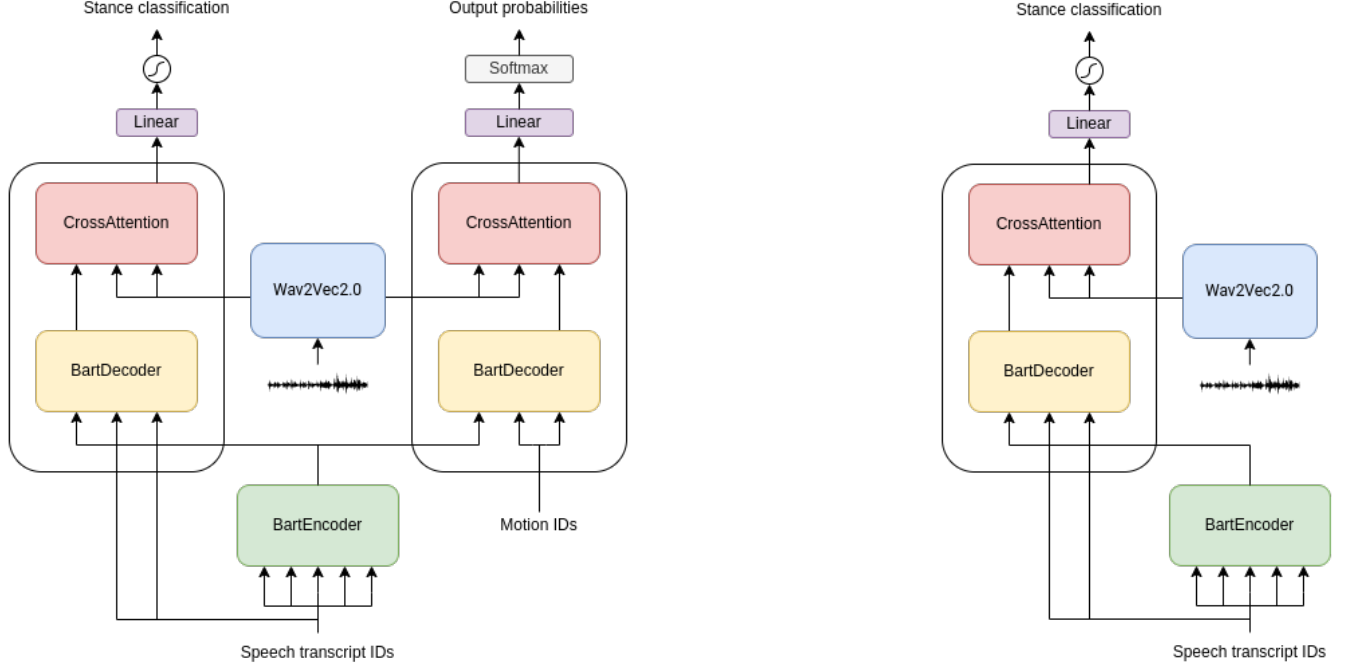 Stance classification
Output probabilities
Softmax
Linear
Linear
CrossAttention
CrossAttention
Wav2Vec2.0
BartDecoder
BartDecoder
BartEncoder
Motion IDs
Speech transcript IDs
Stance classification
Linear
CrossAttention
Wav2Vec2.0
BartDecoder
BartEncoder
Speech transcript IDs